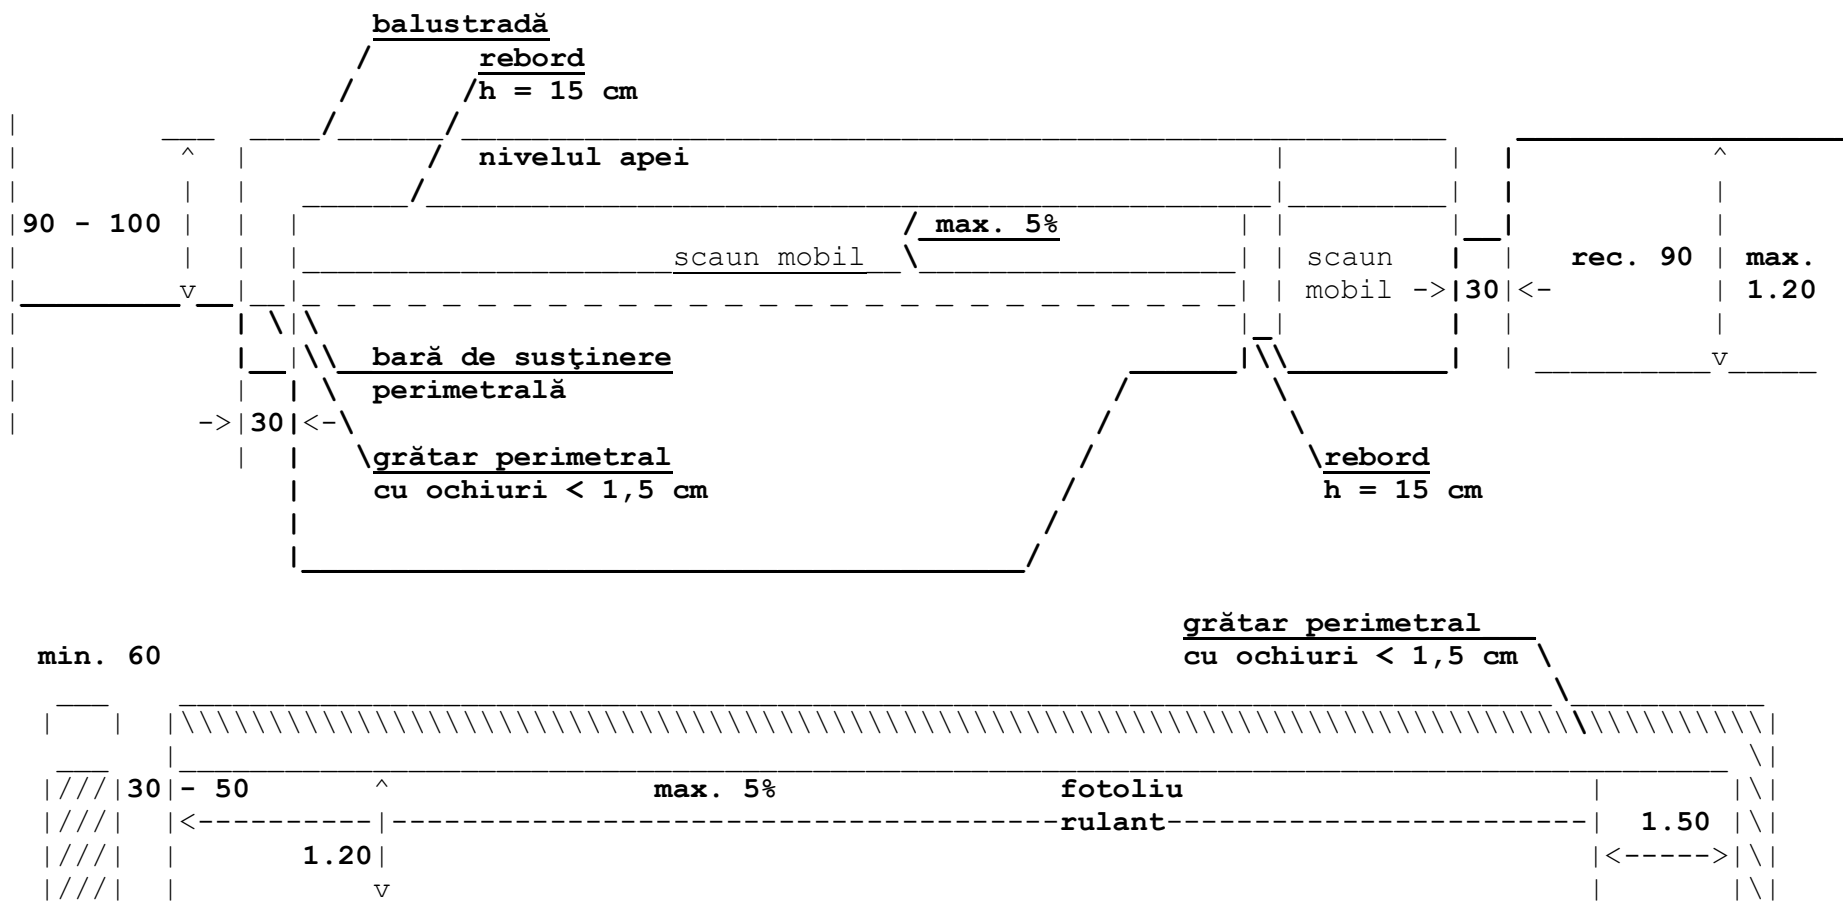 balustradă
rebord
h = 15 cm
nivelul apei
90 - 100 max. 5%
scaun mobil scaun rec. 90 max.
mobil ->|30|<- 1.20
bară de susţinere
perimetrală
->|30|<-
grătar perimetral rebord
cu ochiuri < 1,5 cm h = 15 cm
grătar perimetral
min. 60 cu ochiuri < 1,5 cm
30 - 50 max. 5% fotoliu
rulant 1.50
1.20